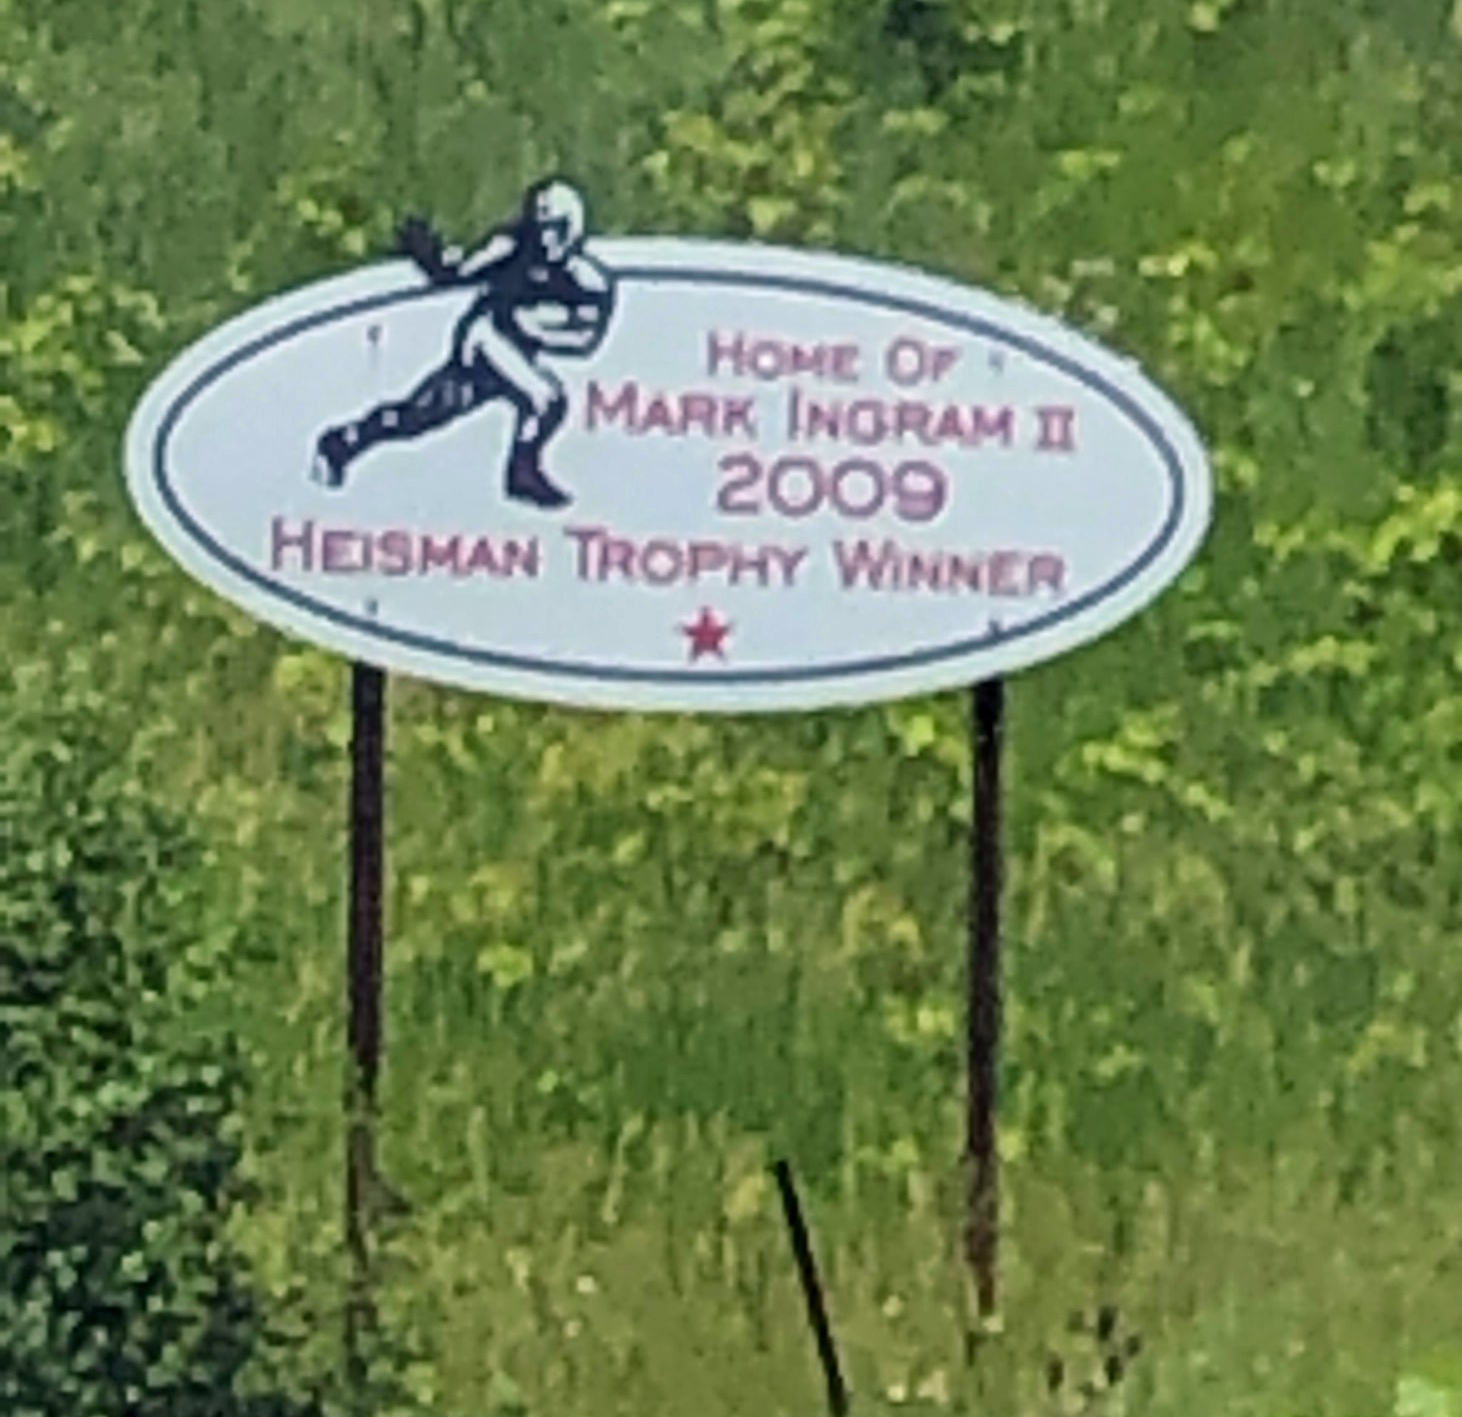 Home Of
Mark Ingram II
2009
Heisman Trophy Winner